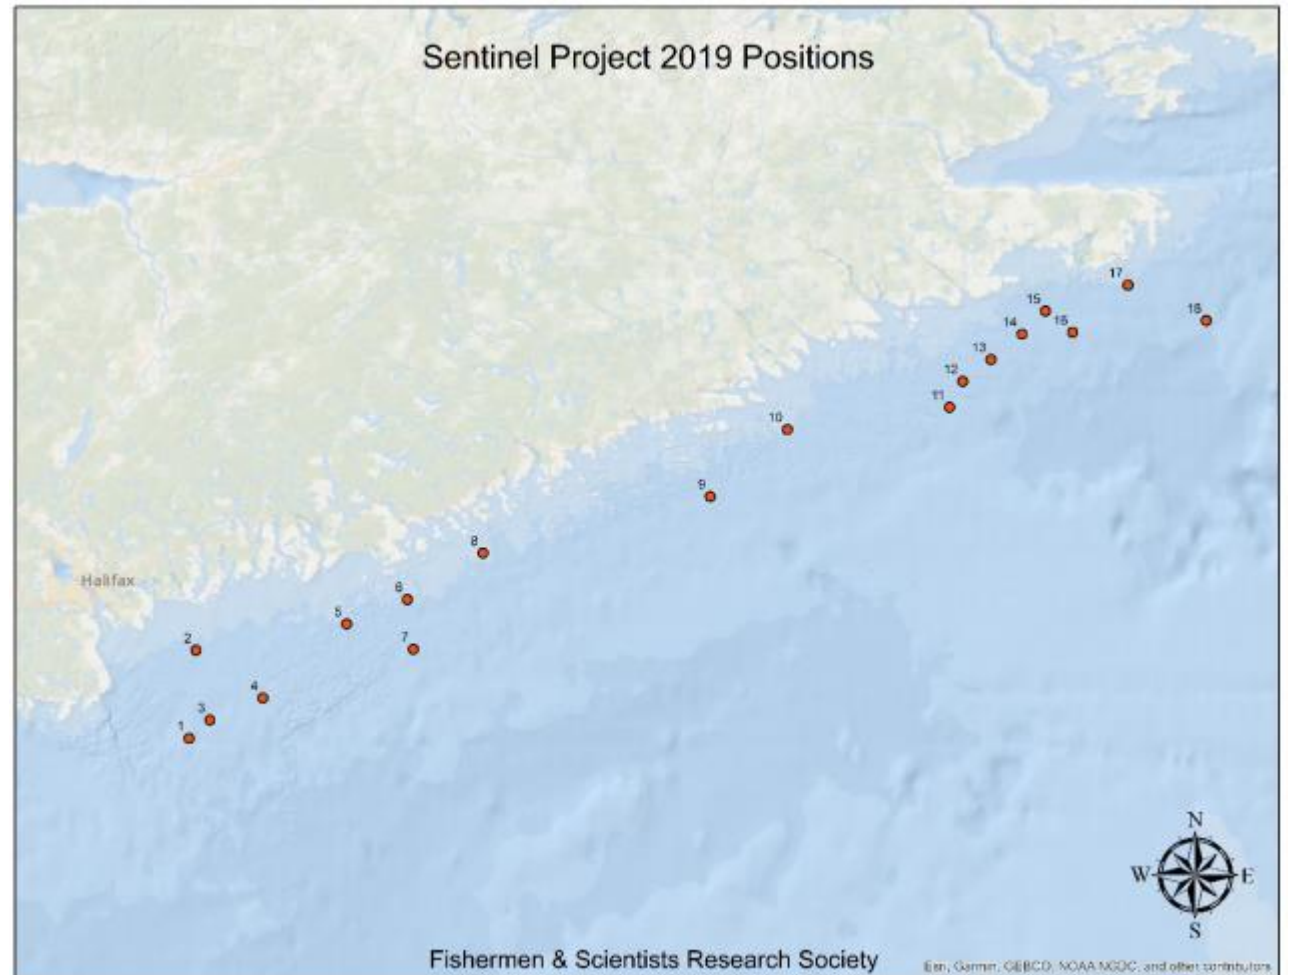 Sentinel Project 2019 Positions
17
15
18
14
16
13
12
11
10
9
8
Halifax
6
5
2
7
4
3
1
N
W
E
S
Fishermen & Scientists Research Society
Esri, Garmin, GEBCO, NOAA NGDC, and other contributors